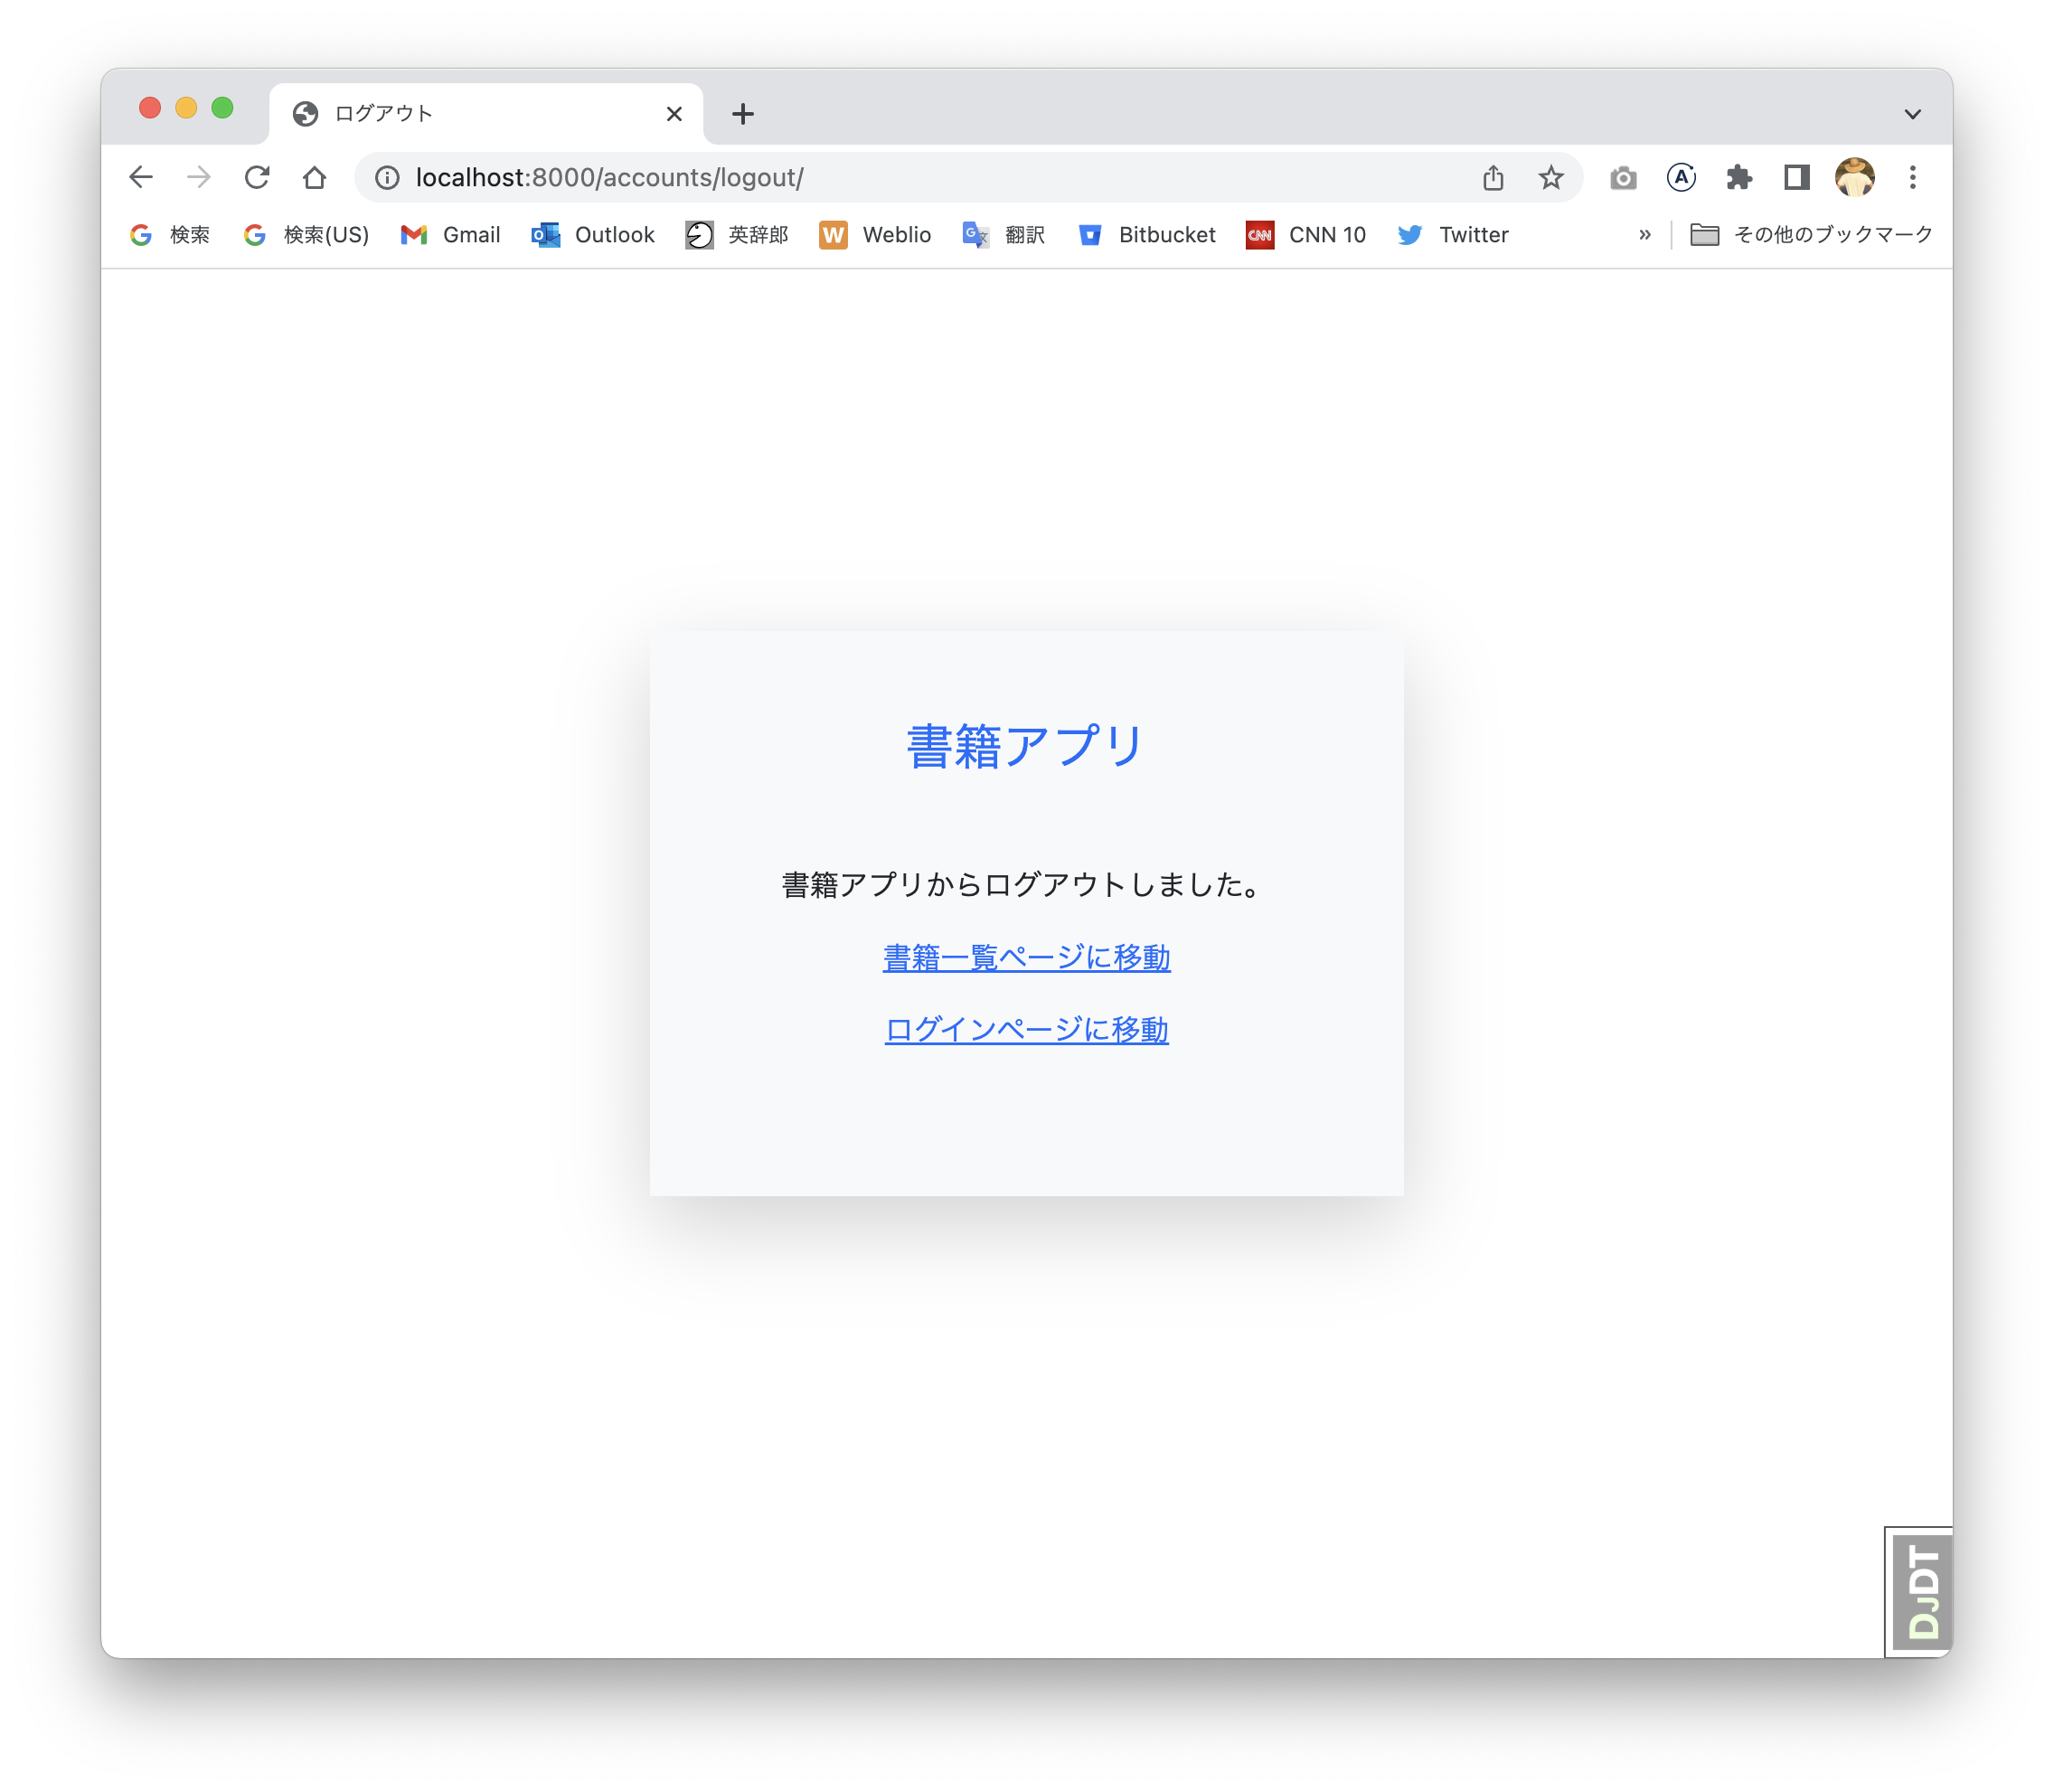 ログアウト
localhost:8000/accounts/logout/
検索 検索(US) Gmail Outlook 英辞郎 Weblio 翻訳 Bitbucket CNN 10 Twitter » その他のブックマーク
書籍アプリ
書籍アプリからログアウトしました。
書籍一覧ページに移動
ログインページに移動
DJDT